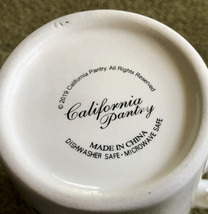 © 2019 California Pantry. All Rights Reserved
California
Pantry
MADE IN CHINA
DISHWASHER SAFE • MICROWAVE SAFE